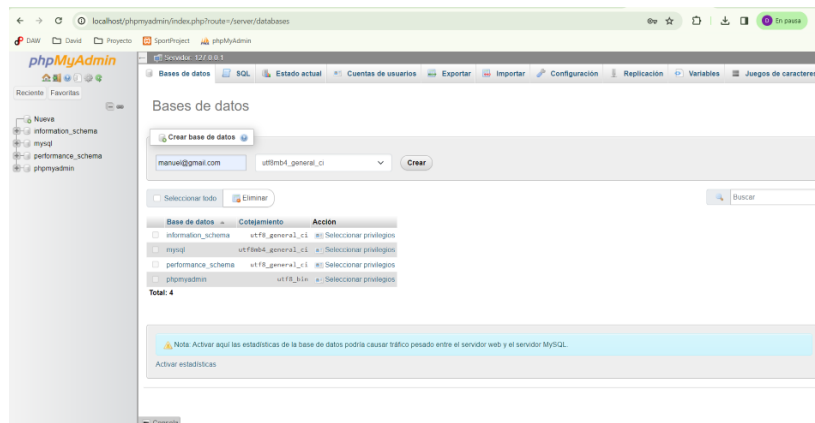 localhost/phpmyadmin/index.php?route=/server/databases
En pausa
DAW David Proyecto SportProject phpMyAdmin
phpMyAdmin
Reciente Favoritas
Nueva
information_schema
mysql
performance_schema
phpmyadmin
Servidor: 127.0.0.1
Bases de datos SQL Estado actual Cuentas de usuarios Exportar Importar Configuración Replicación Variables Juegos de caractere
Bases de datos
Crear base de datos
manuel@gmail.com utf8mb4_general_ci Crear
Seleccionar todo Eliminar Buscar
Base de datos Cotejamiento Acción
information_schema utf8_general_ci Seleccionar privilegios
mysql utf8mb4_general_ci Seleccionar privilegios
performance_schema utf8_general_ci Seleccionar privilegios
phpmyadmin utf8_bin Seleccionar privilegios
Total: 4
Nota: Activar aquí las estadísticas de la base de datos podría causar tráfico pesado entre el servidor web y el servidor MySQL.
Activar estadísticas
Consola